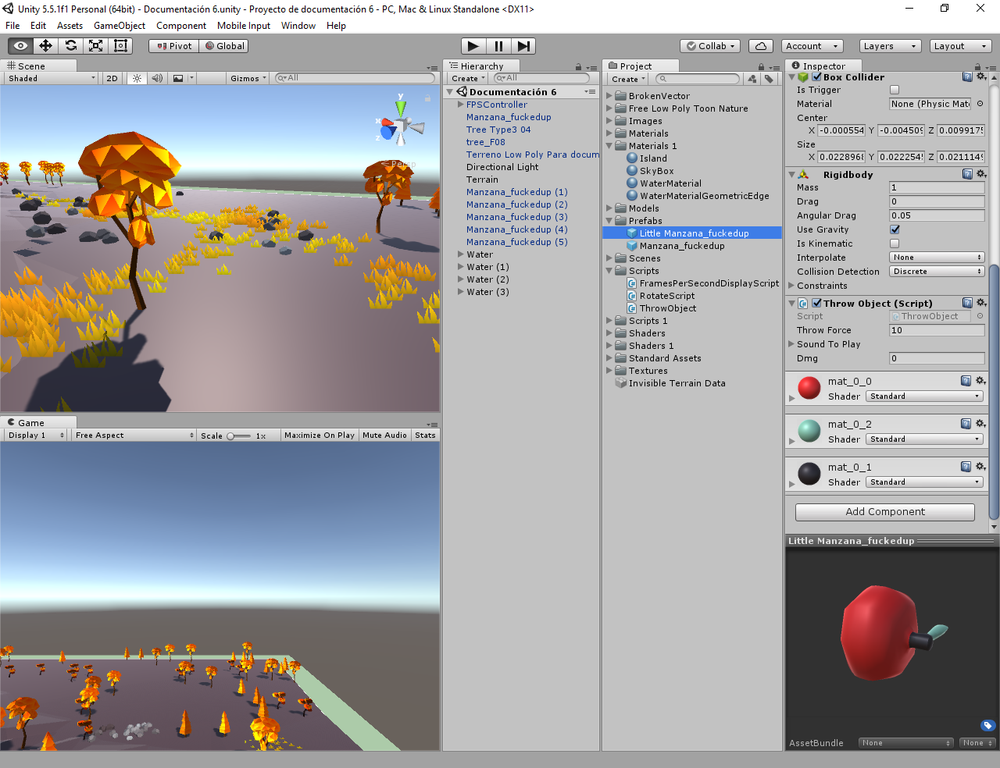 Unity 5.5.1f1 Personal (64bit) - Documentación 6.unity - Proyecto de documentación 6 - PC, Mac & Linux Standalone <DX11>
File Edit Assets GameObject Component Mobile Input Window Help
Pivot Global Collab Account Layers Layout
Scene
Shaded 2D Gizmos All
y
x
z
Persp
Game
Display 1 Free Aspect Scale 1x Maximize On Play Mute Audio Stats
Hierarchy
Create All
Documentación 6
FPSController
Manzana_fuckedup
Tree Type3 04
tree_F08
Terreno Low Poly Para docum
Directional Light
Terrain
Manzana_fuckedup (1)
Manzana_fuckedup (2)
Manzana_fuckedup (3)
Manzana_fuckedup (4)
Manzana_fuckedup (5)
Water
Water (1)
Water (2)
Water (3)
Project
Create
BrokenVector
Free Low Poly Toon Nature
Images
Materials
Materials 1
Island
SkyBox
WaterMaterial
WaterMaterialGeometricEdge
Models
Prefabs
Little Manzana_fuckedup
Manzana_fuckedup
Scenes
Scripts
FramesPerSecondDisplayScript
RotateScript
ThrowObject
Scripts 1
Shaders
Shaders 1
Standard Assets
Textures
Invisible Terrain Data
Inspector
Box Collider
Is Trigger
Material None (Physic Mate
Center
X -0.000554 Y -0.004509 Z 0.009917
Size
X 0.022896 Y 0.022254 Z 0.021114
Rigidbody
Mass 1
Drag 0
Angular Drag 0.05
Use Gravity
Is Kinematic
Interpolate None
Collision Detection Discrete
Constraints
Throw Object (Script)
Script ThrowObject
Throw Force 10
Sound To Play
Dmg 0
mat_0_0
Shader Standard
mat_0_2
Shader Standard
mat_0_1
Shader Standard
Add Component
Little Manzana_fuckedup
AssetBundle None None